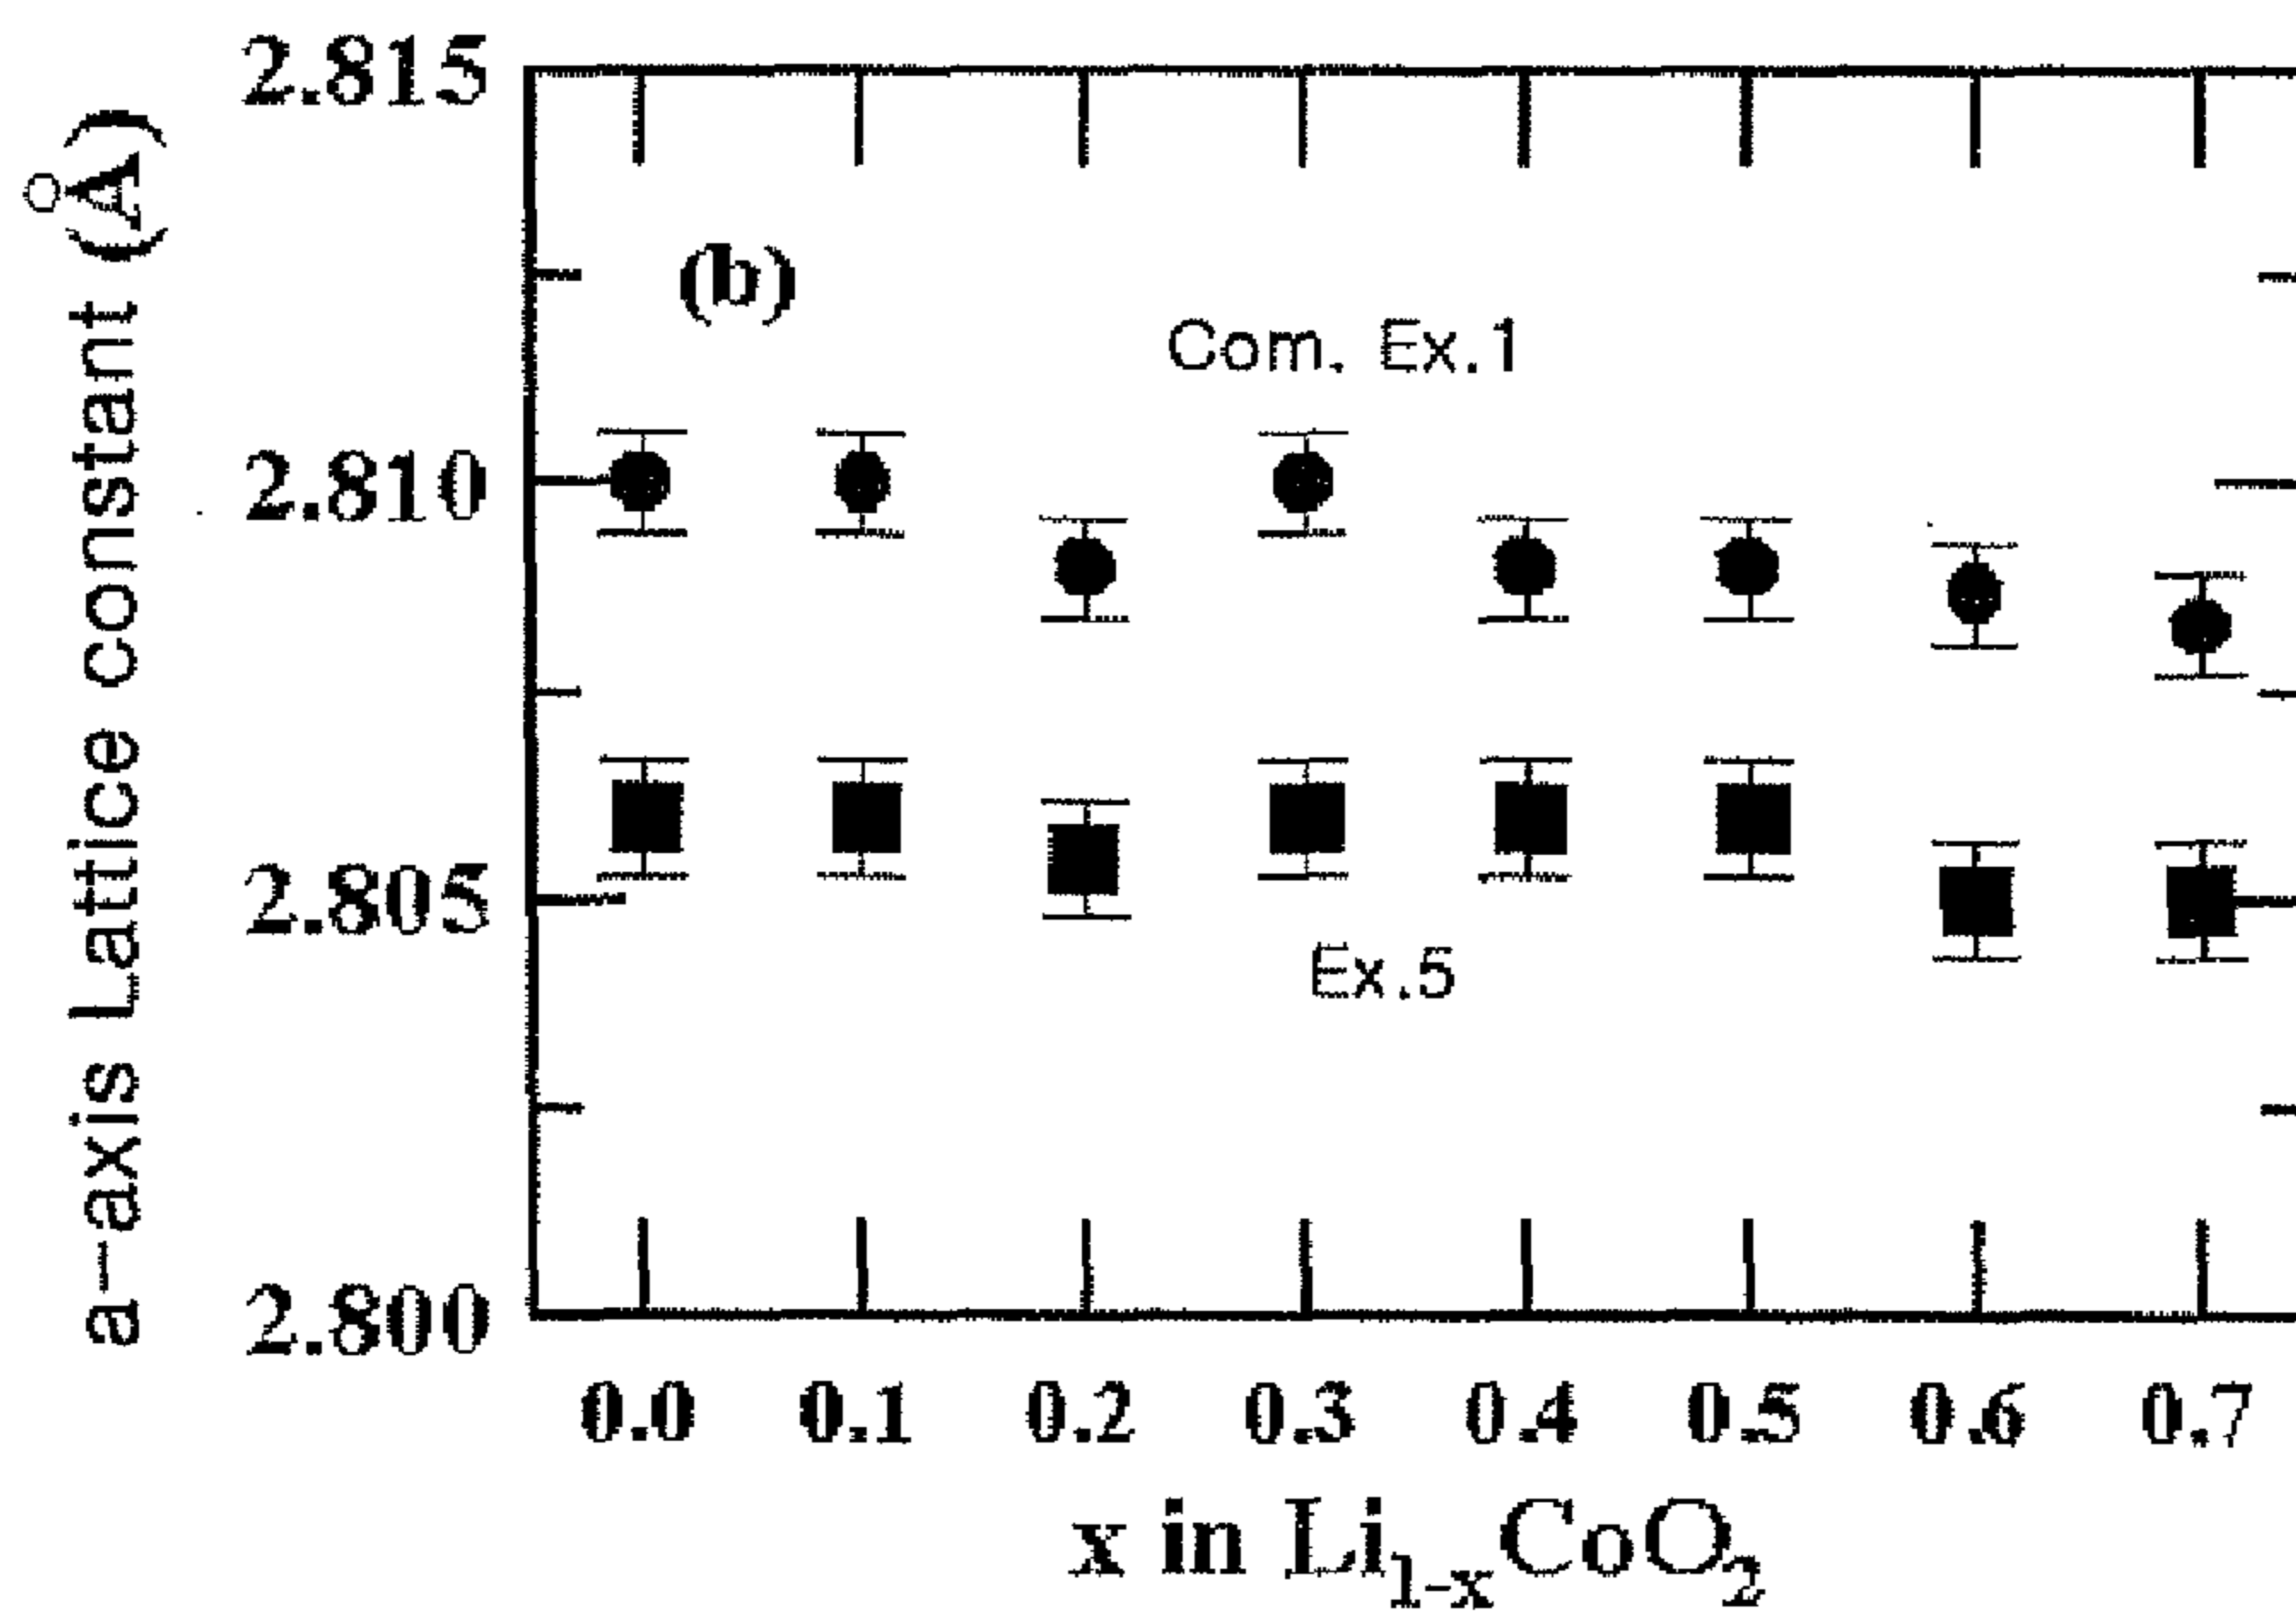 2.815
a-axis Lattice constant (Å)
(b)
Com. Ex.1
2.810
2.805
Ex.5
2.800
0.0 0.1 0.2 0.3 0.4 0.5 0.6 0.7
x in Li₁₋ₓCoO₂